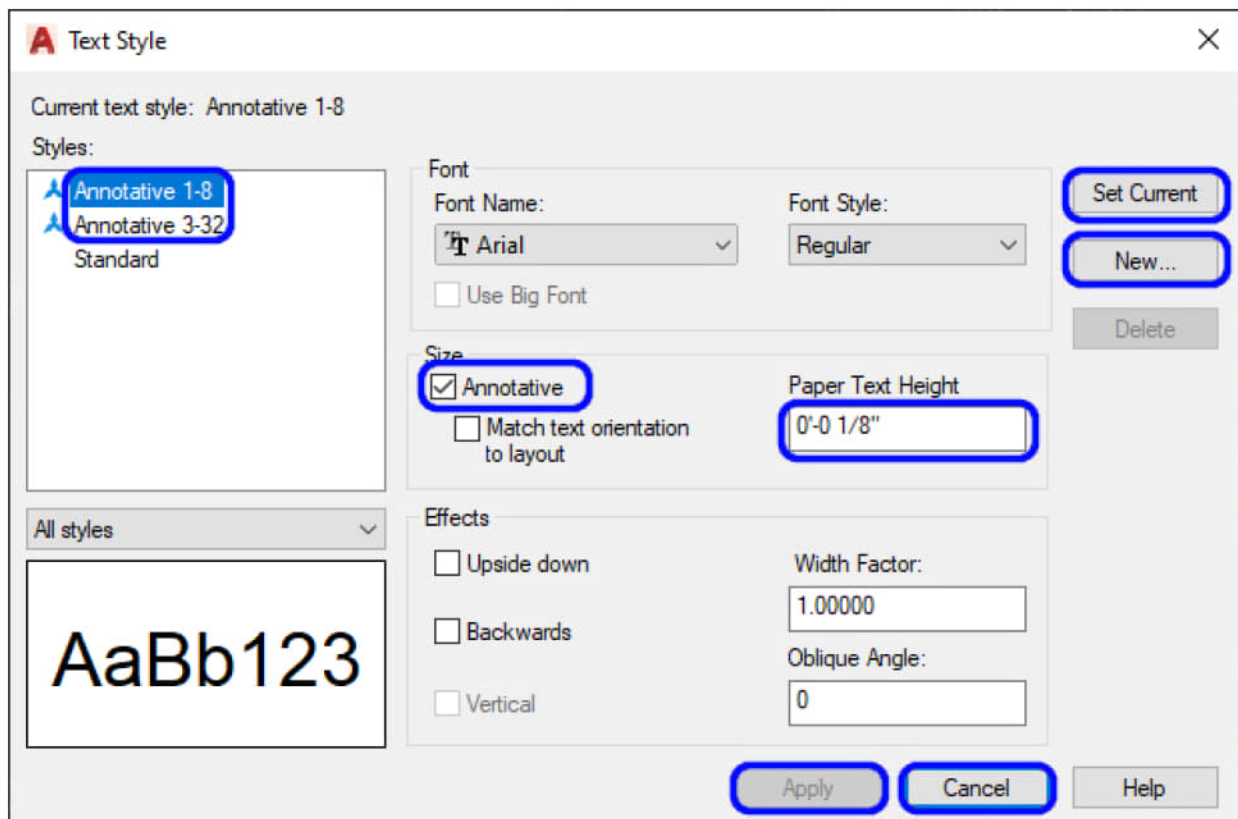 Text Style
Current text style: Annotative 1-8
Styles:
Annotative 1-8
Annotative 3-32
Standard
All styles
AaBb123
Font
Font Name:
Font Style:
Arial
Regular
Use Big Font
Size
Annotative
Match text orientation
to layout
Paper Text Height
0'-0 1/8"
Effects
Upside down
Backwards
Vertical
Width Factor:
1.00000
Oblique Angle:
0
Set Current
New...
Delete
Apply
Cancel
Help